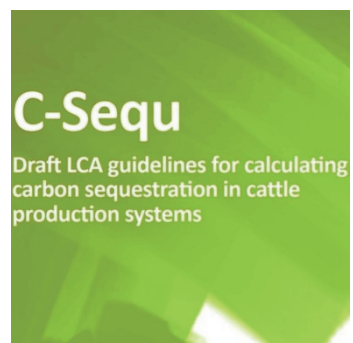 C-Sequ
Draft LCA guidelines for calculating
carbon sequestration in cattle
production systems